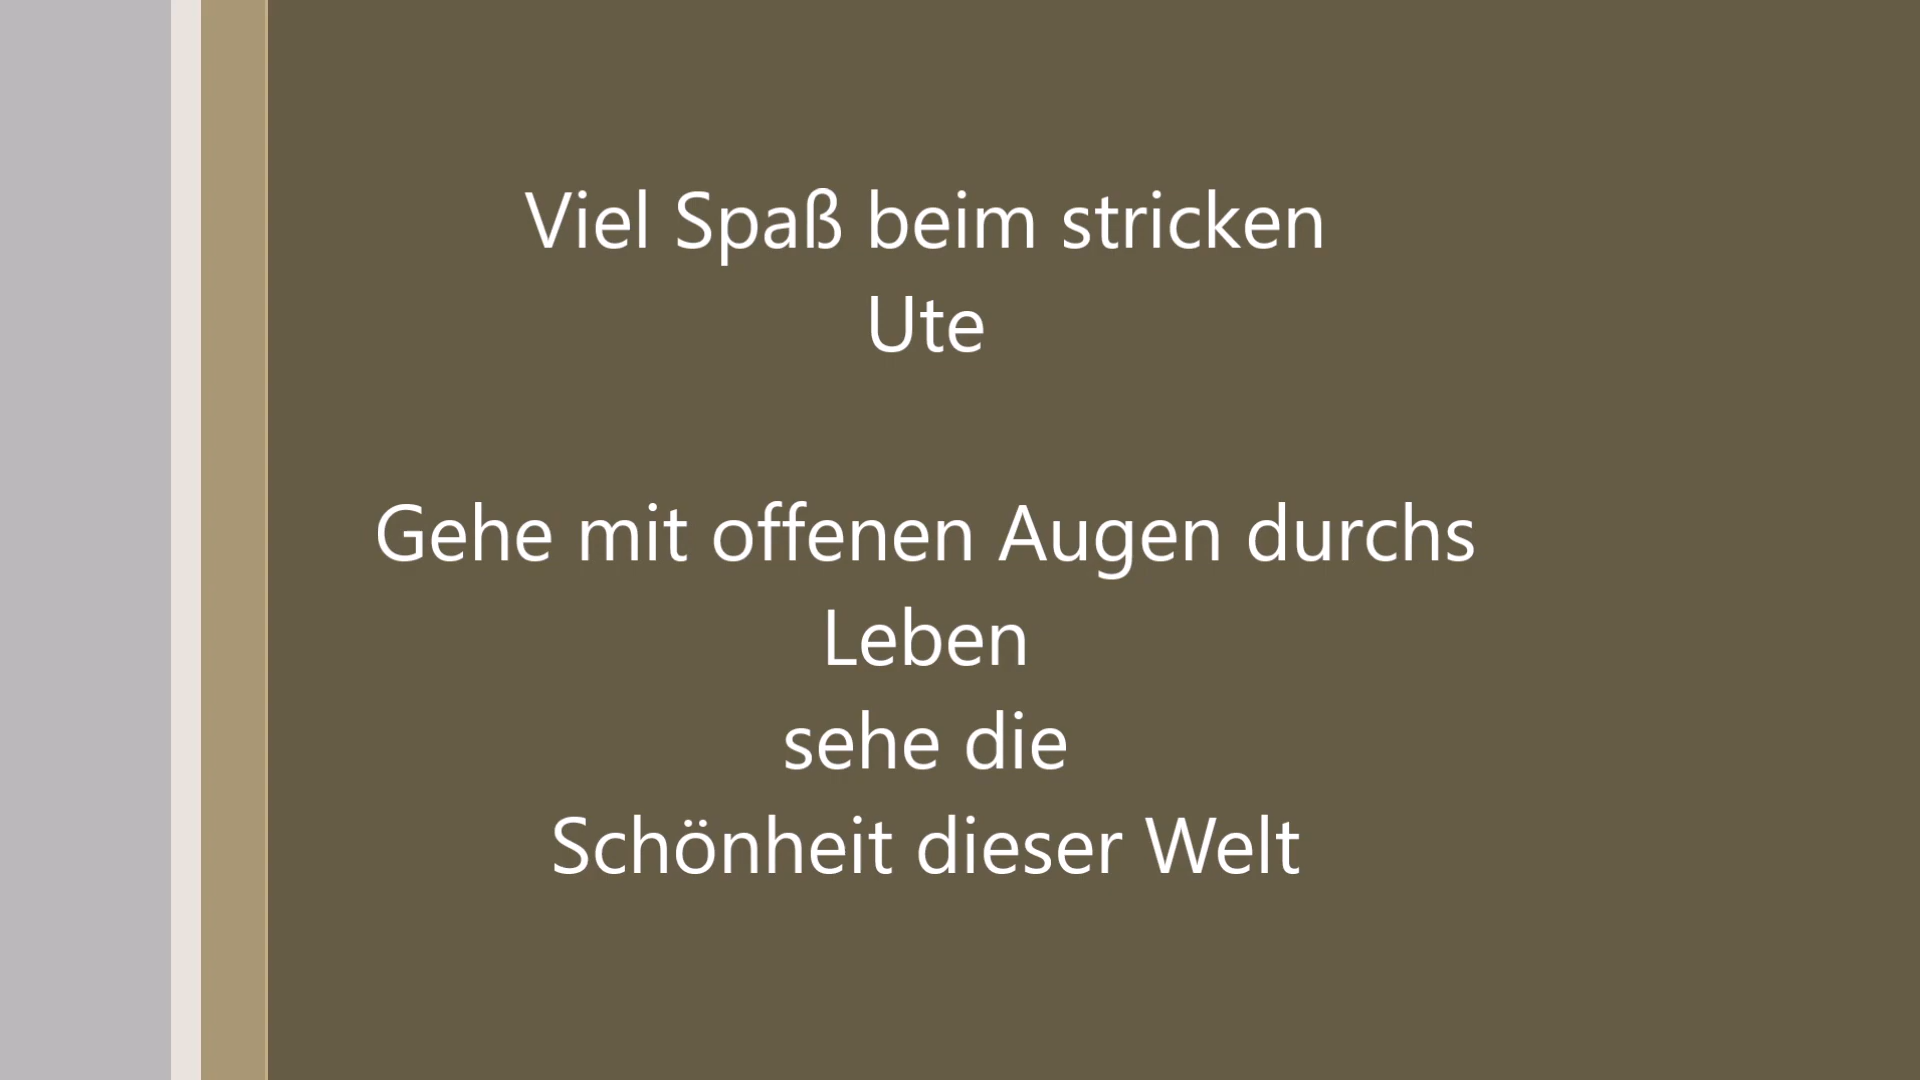 Viel Spaß beim stricken
Ute
Gehe mit offenen Augen durchs
Leben
sehe die
Schönheit dieser Welt